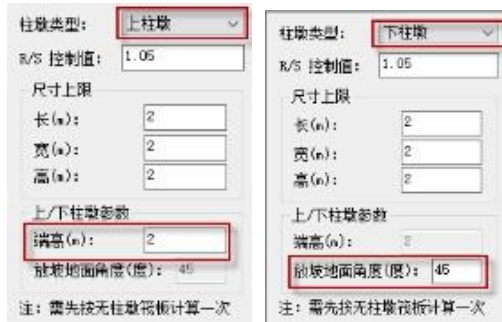 柱墩类型: 上柱墩
R/S 控制值: 1.05
尺寸上限
长(m): 2
宽(m): 2
高(m): 2
上/下柱墩参数
端高(m): 2
放坡地面角度(度): 45
注: 需先按无柱墩筏板计算一次
柱墩类型: 下柱墩
R/S 控制值: 1.05
尺寸上限
长(m): 2
宽(m): 2
高(m): 2
上/下柱墩参数
端高(m): 2
放坡地面角度(度): 45
注: 需先按无柱墩筏板计算一次